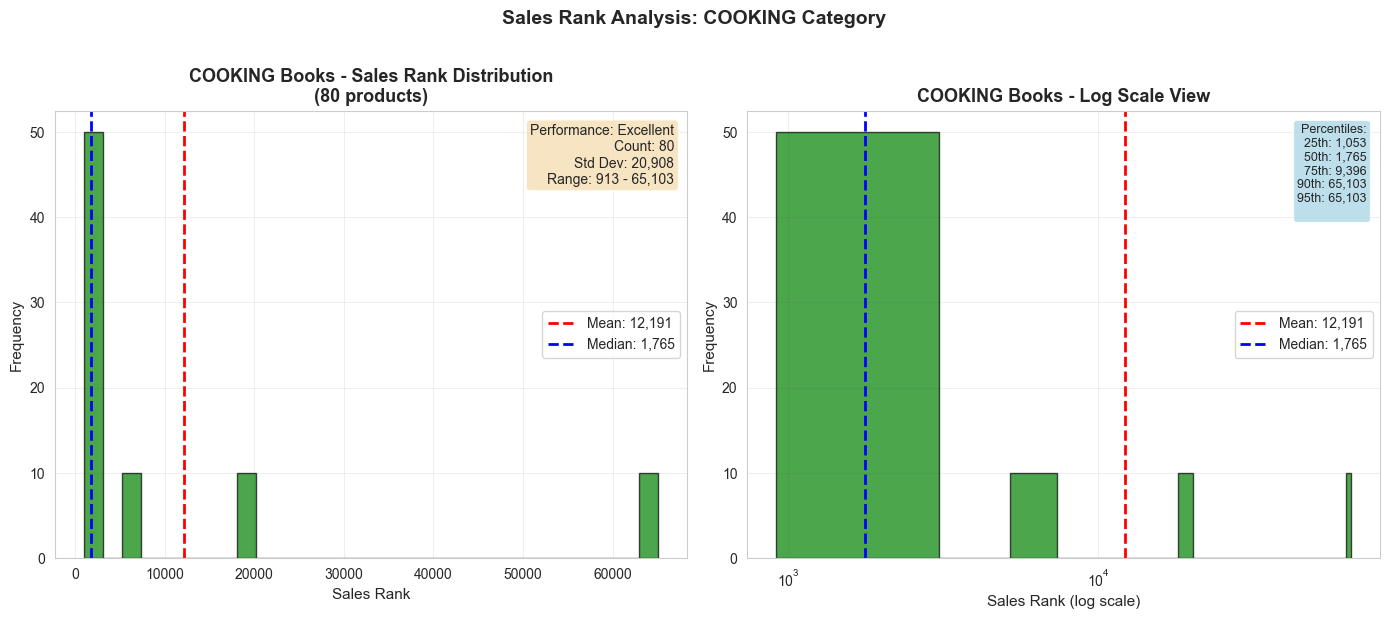 Sales Rank Analysis: COOKING Category
COOKING Books - Sales Rank Distribution
(80 products)
Performance: Excellent
Count: 80
Std Dev: 20,908
Range: 913 - 65,103
Mean: 12,191
Median: 1,765
Frequency
50
40
30
20
10
0
0 10000 20000 30000 40000 50000 60000
Sales Rank
COOKING Books - Log Scale View
Percentiles:
25th: 1,053
50th: 1,765
75th: 9,396
90th: 65,103
95th: 65,103
Mean: 12,191
Median: 1,765
Frequency
50
40
30
20
10
0
10³ 10⁴
Sales Rank (log scale)